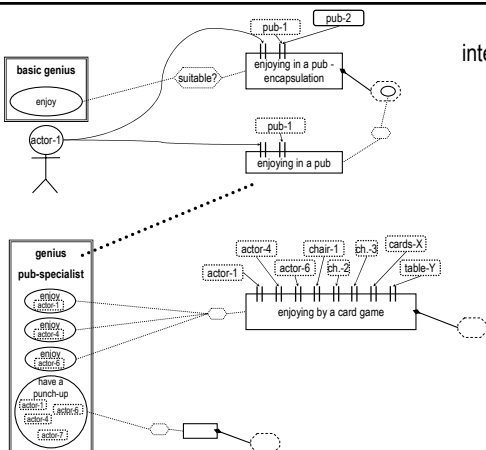 pub-2
pub-1
inte
basic genius
enjoy
suitable?
enjoying in a pub -
encapsulation
actor-1
pub-1
enjoying in a pub
genius
pub-specialist
actor-4
chair-1
ch.-3
cards-X
actor-1
actor-6
ch.-2
table-Y
enjoy
actor-1
enjoy
actor-4
enjoy
actor-6
enjoying by a card game
have a
punch-up
actor-1
actor-6
actor-4
actor-7